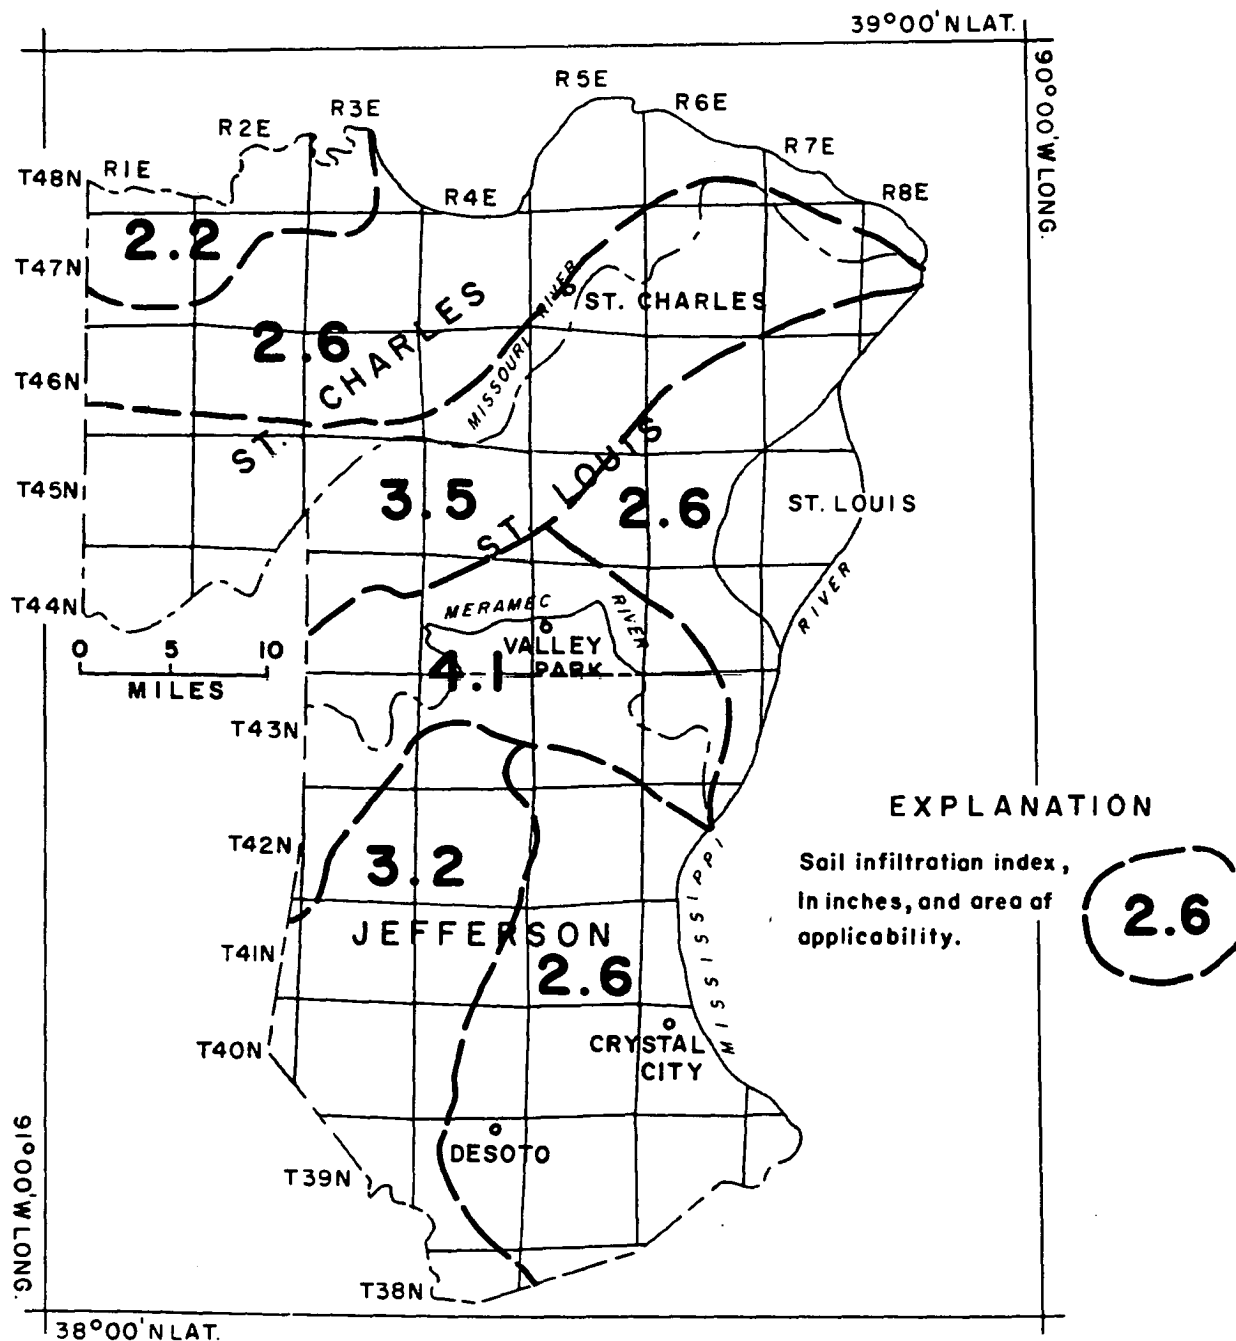 39°00'N LAT.
90°00'W LONG.
R5E
R6E
R3E
R2E
R7E
R1E
T48N
R4E
R8E
2.2
T47N
MISSOURI RIVER
ST. CHARLES
2.6
ST. CHARLES
T46N
ST. LOUIS
T45N
3.5
2.6
ST. LOUIS
T44N
MERAMEC RIVER
RIVER
0 5 10
MILES
VALLEY
PARK
4.1
T43N
EXPLANATION
T42N
3.2
Sail infiltration index,
In inches, and area of
applicability.
2.6
JEFFERSON
T41N
2.6
MISSISSIPPI
T40N
CRYSTAL
CITY
91°00'W LONG.
DESOTO
T39N
T38N
38°00'N LAT.